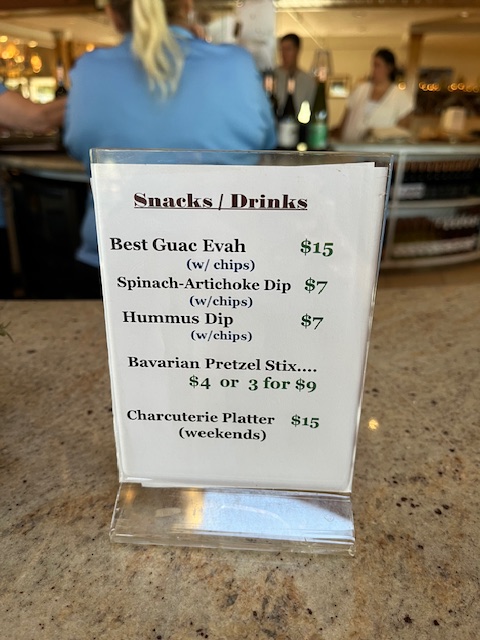 Snacks / Drinks
Best Guac Evah $15
(w/ chips)
Spinach-Artichoke Dip $7
(w/chips)
Hummus Dip $7
(w/chips)
Bavarian Pretzel Stix....
$4 or 3 for $9
Charcuterie Platter $15
(weekends)